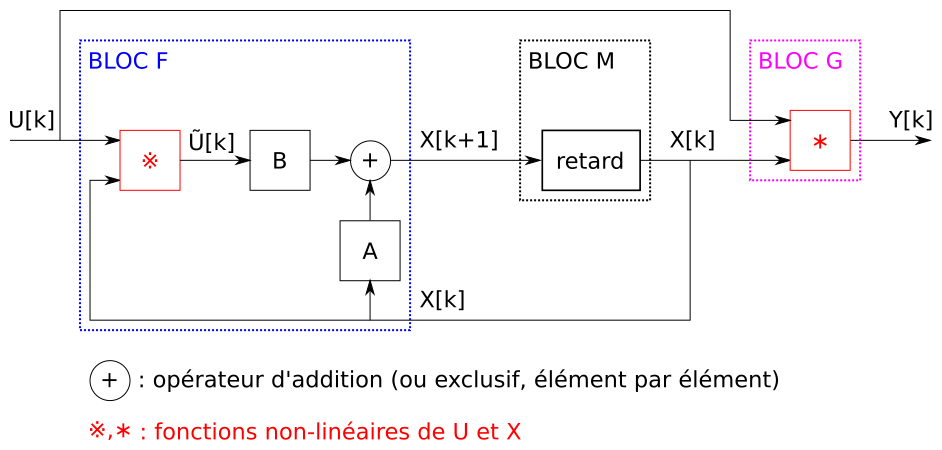 BLOC F
BLOC M
BLOC G
U[k]
※
Ũ[k]
B
+
X[k+1]
retard
X[k]
*
Y[k]
A
X[k]
+ : opérateur d'addition (ou exclusif, élément par élément)
※,* : fonctions non-linéaires de U et X